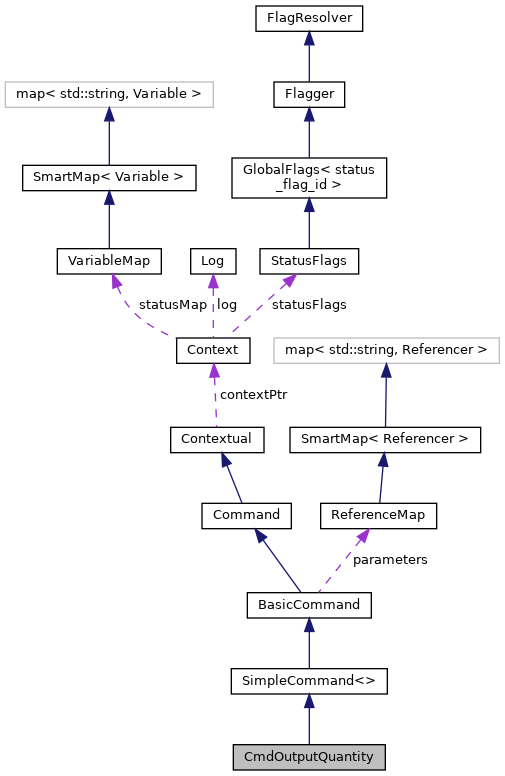 FlagResolver
map< std::string, Variable >
Flagger
SmartMap< Variable >
GlobalFlags< status
_flag_id >
VariableMap
Log
StatusFlags
statusMap
log
statusFlags
Context
map< std::string, Referencer >
contextPtr
Contextual
SmartMap< Referencer >
Command
ReferenceMap
parameters
BasicCommand
SimpleCommand<>
CmdOutputQuantity